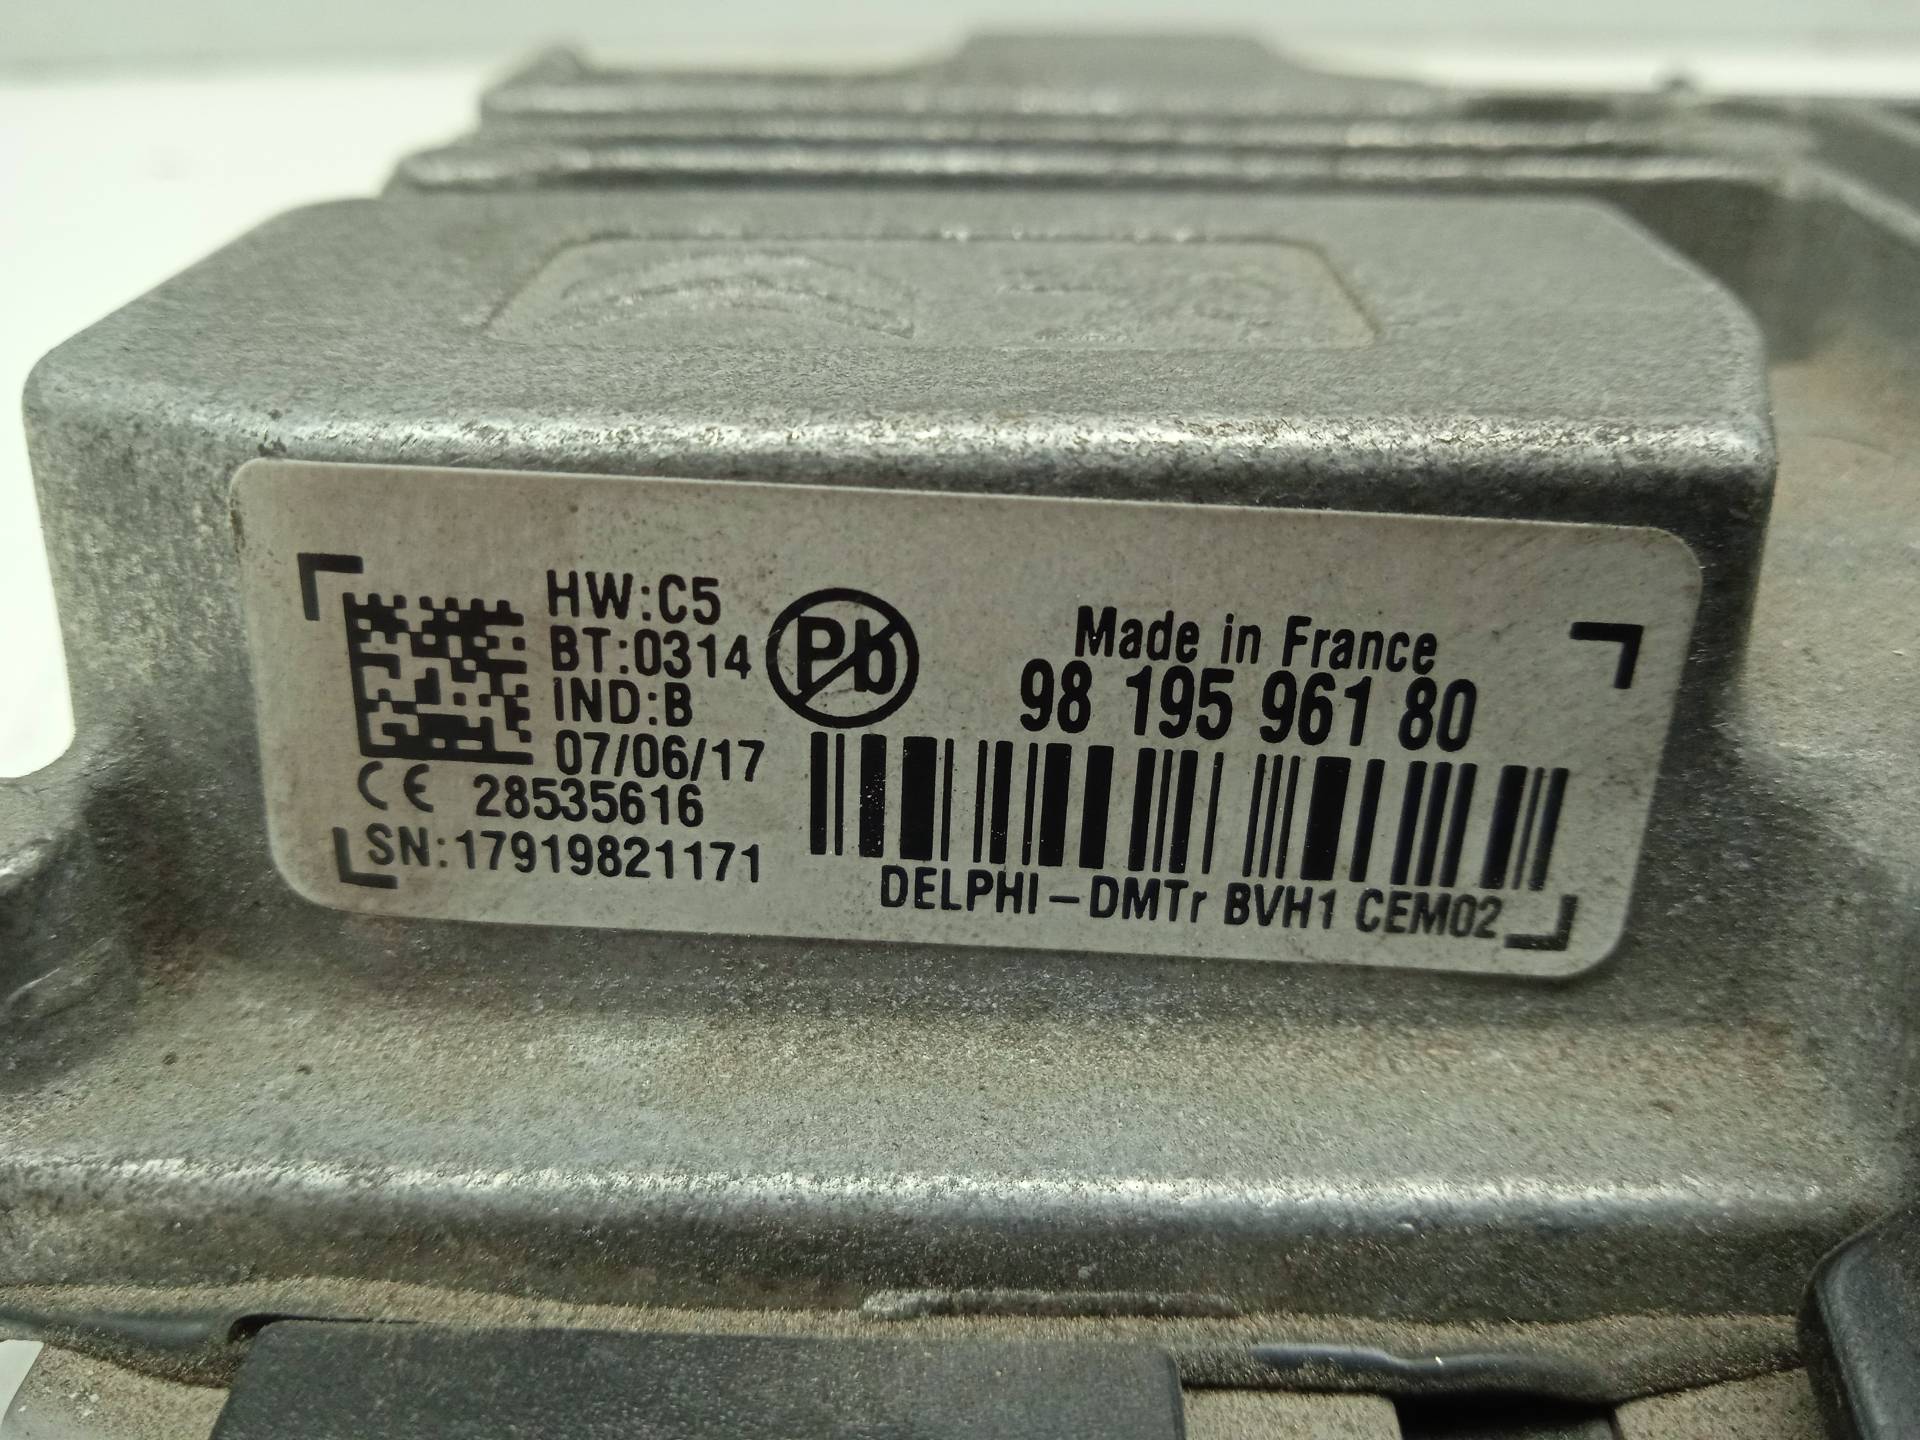 HW:C5
BT:0314
IND:B
07/06/17
CE 28535616
SN:17919821171
Pb
Made in France
98 195 961 80
DELPHI-DMTr BVH1 CEM02